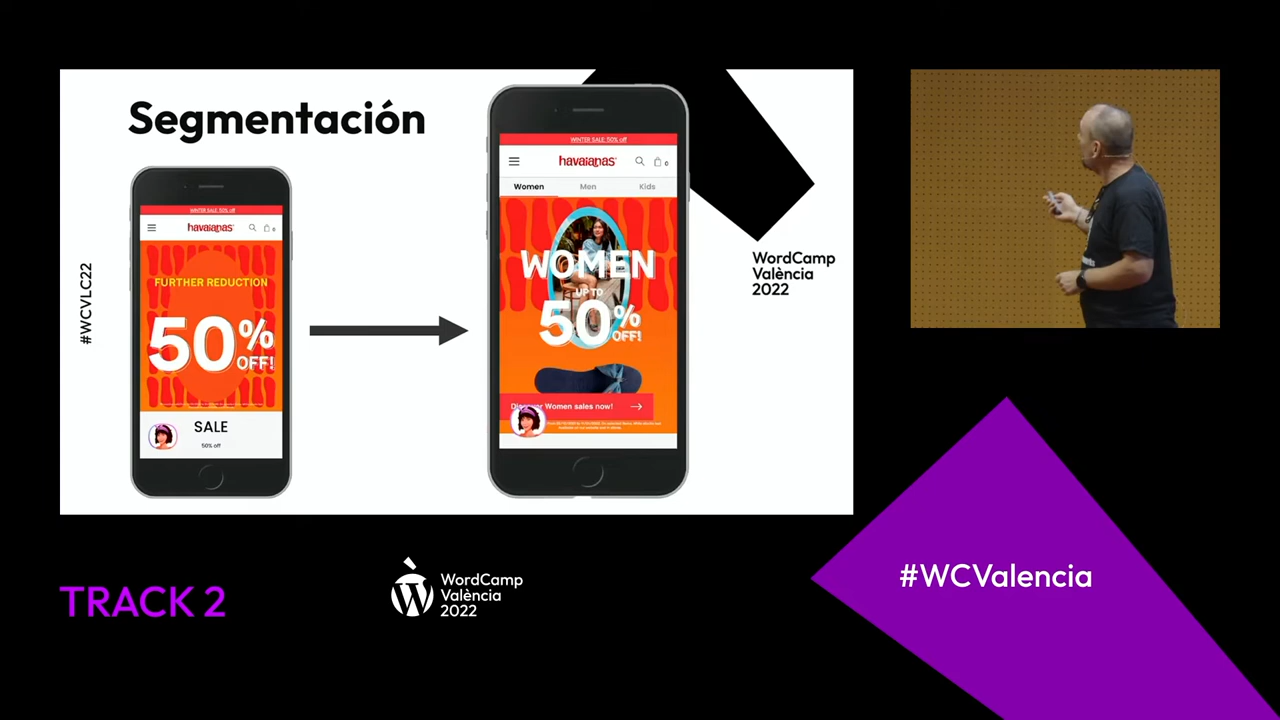 Segmentación
#WCVLC22
WINTER SALE: 50% off
havaianas
0
FURTHER REDUCTION
50%
OFF!
SALE
50% off
WINTER SALE: 50% off
havaianas
0
Women Men Kids
WOMEN
UP TO
50%
OFF!
Discover Women sales now!
WordCamp
València
2022
TRACK 2
WordCamp
València
2022
#WCValencia